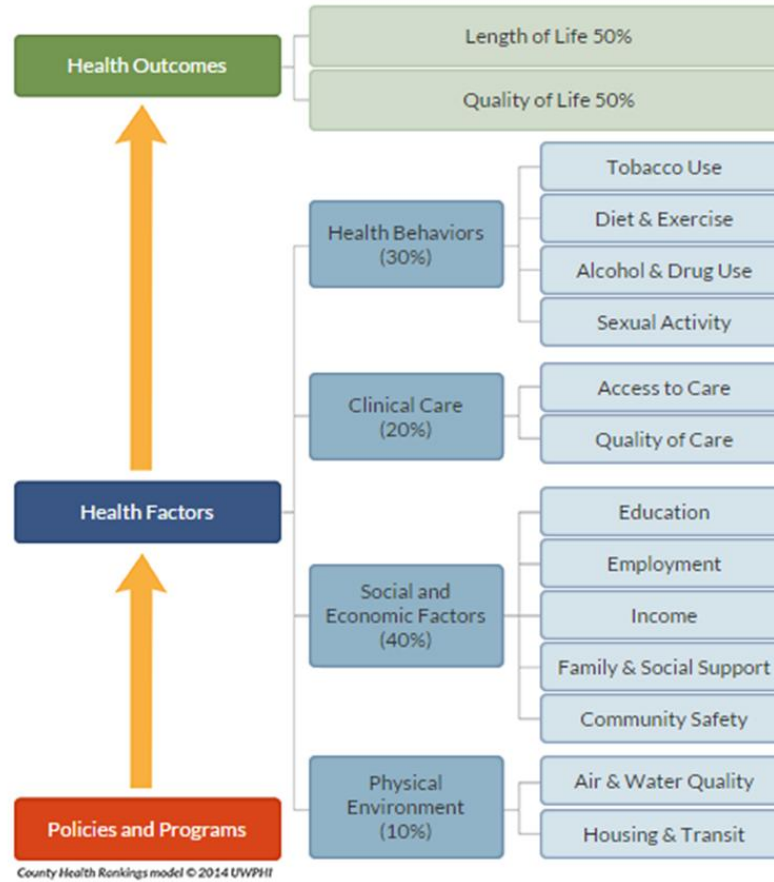 Health Outcomes
Length of Life 50%
Quality of Life 50%
Health Behaviors
(30%)
Tobacco Use
Diet & Exercise
Alcohol & Drug Use
Sexual Activity
Clinical Care
(20%)
Access to Care
Quality of Care
Health Factors
Social and
Economic Factors
(40%)
Education
Employment
Income
Family & Social Support
Community Safety
Physical
Environment
(10%)
Air & Water Quality
Housing & Transit
Policies and Programs
County Health Rankings model © 2014 UWPHI